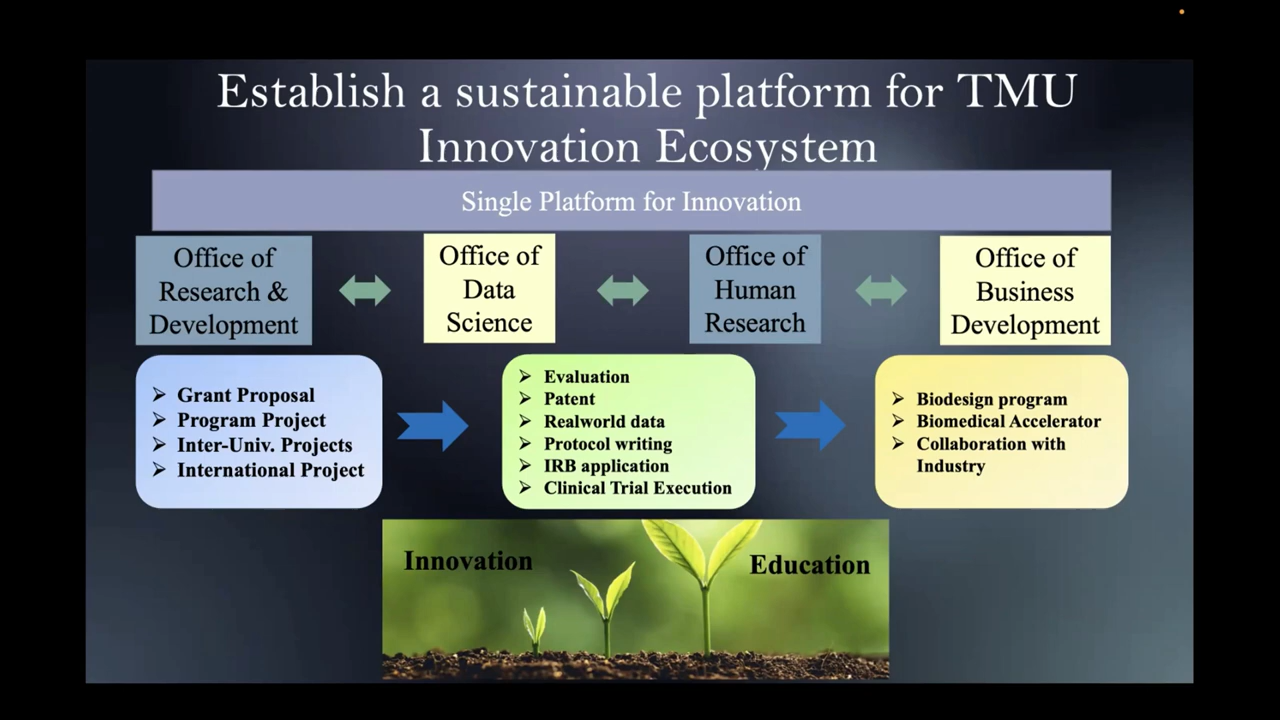 Establish a sustainable platform for TMU
Innovation Ecosystem
Single Platform for Innovation
Office of
Research &
Development
Office of
Data
Science
Office of
Human
Research
Office of
Business
Development
Grant Proposal
Program Project
Inter-Univ. Projects
International Project
Evaluation
Patent
Realworld data
Protocol writing
IRB application
Clinical Trial Execution
Biodesign program
Biomedical Accelerator
Collaboration with
Industry
Innovation
Education